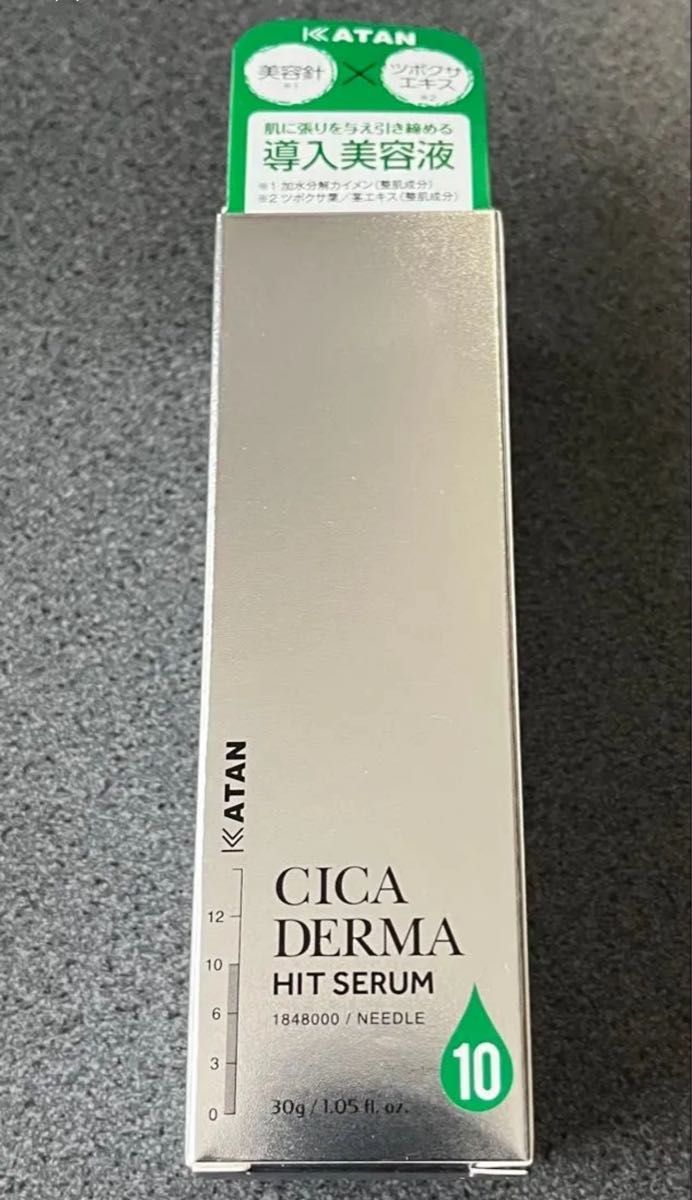 KATAN
美容針
※1
×
ツボクサ
エキス
※2
肌に張りを与え引き締める
導入美容液
※1 加水分解カイメン(整肌成分)
※2 ツボクサ葉/茎エキス(整肌成分)
KATAN
12
10
6
3
0
CICA
DERMA
HIT SERUM
1848000 / NEEDLE
10
30g / 1.05 fl. oz.